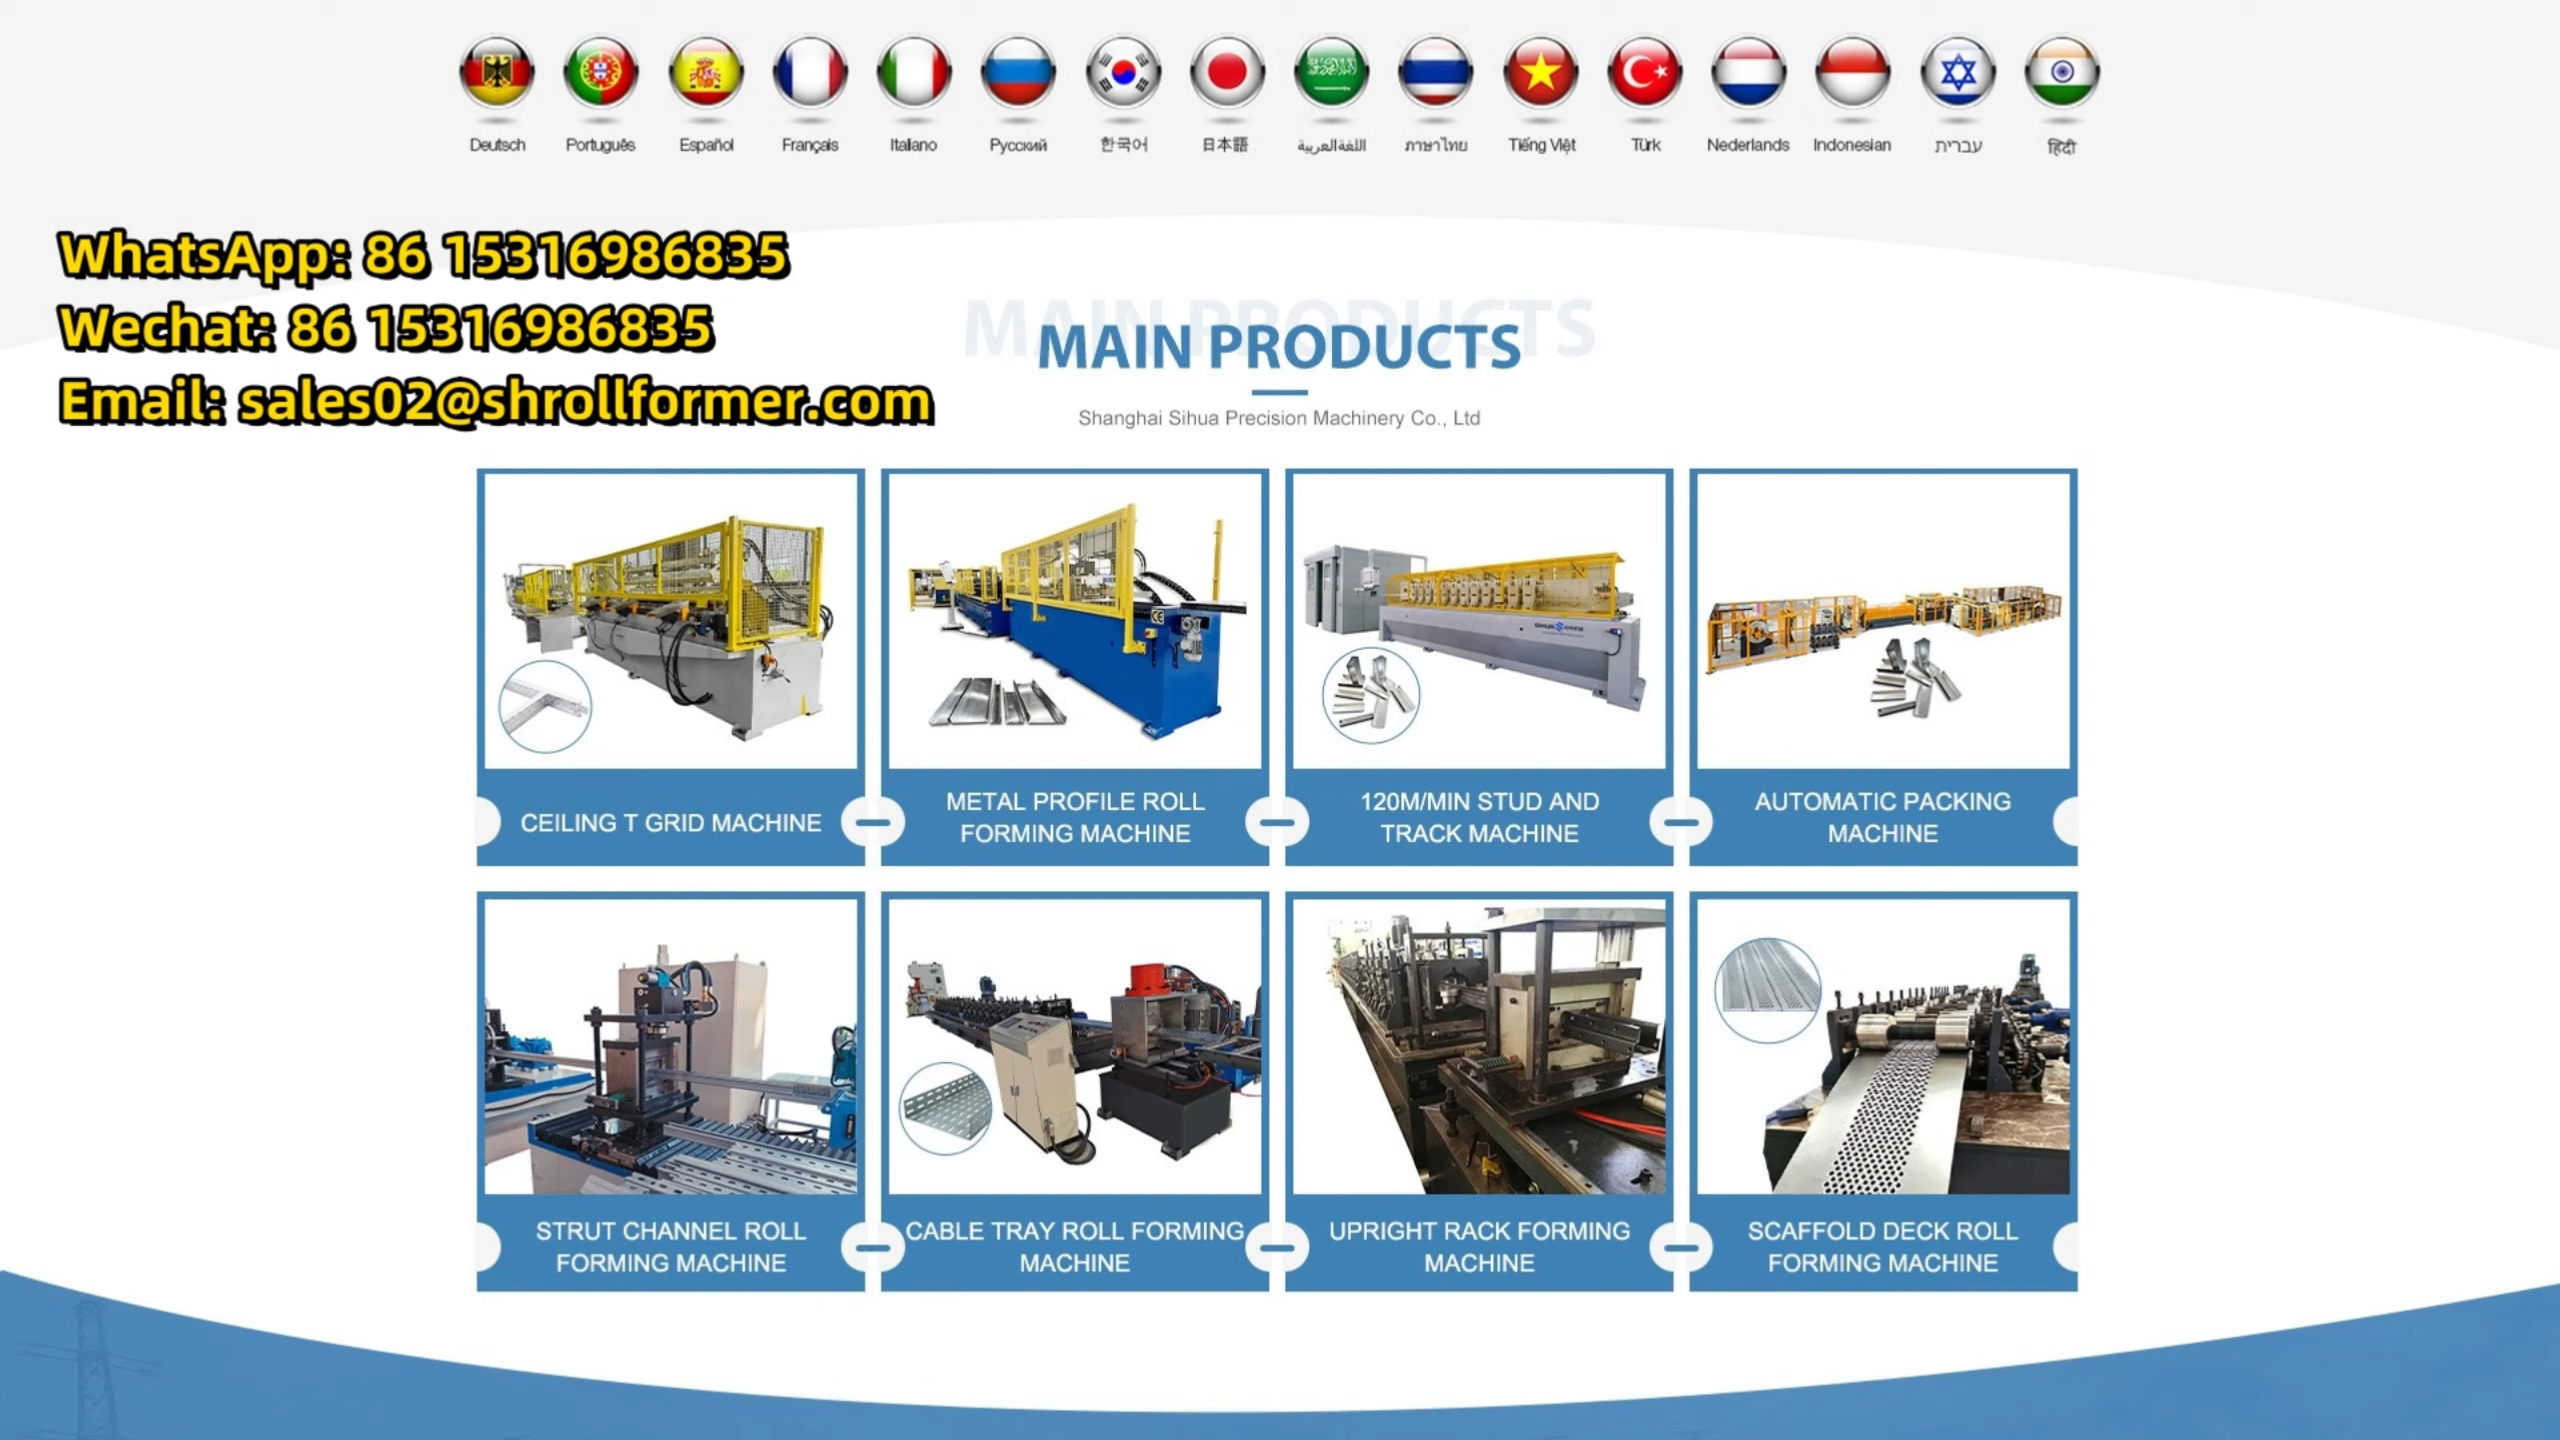 Deutsch
Português
Español
Français
Italiano
Русский
한국어
日本語
اللغة العربية
ภาษาไทย
Tiếng Việt
Türk
Nederlands
Indonesian
עברית
हिंदी
WhatsApp: 86 15316986835
Wechat: 86 15316986835
Email: sales02@shrollformer.com
MAIN PRODUCTS
MAIN PRODUCTS
Shanghai Sihua Precision Machinery Co., Ltd
CE
SIHUA
CEILING T GRID MACHINE
METAL PROFILE ROLL
FORMING MACHINE
120M/MIN STUD AND
TRACK MACHINE
AUTOMATIC PACKING
MACHINE
STRUT CHANNEL ROLL
FORMING MACHINE
CABLE TRAY ROLL FORMING
MACHINE
UPRIGHT RACK FORMING
MACHINE
SCAFFOLD DECK ROLL
FORMING MACHINE